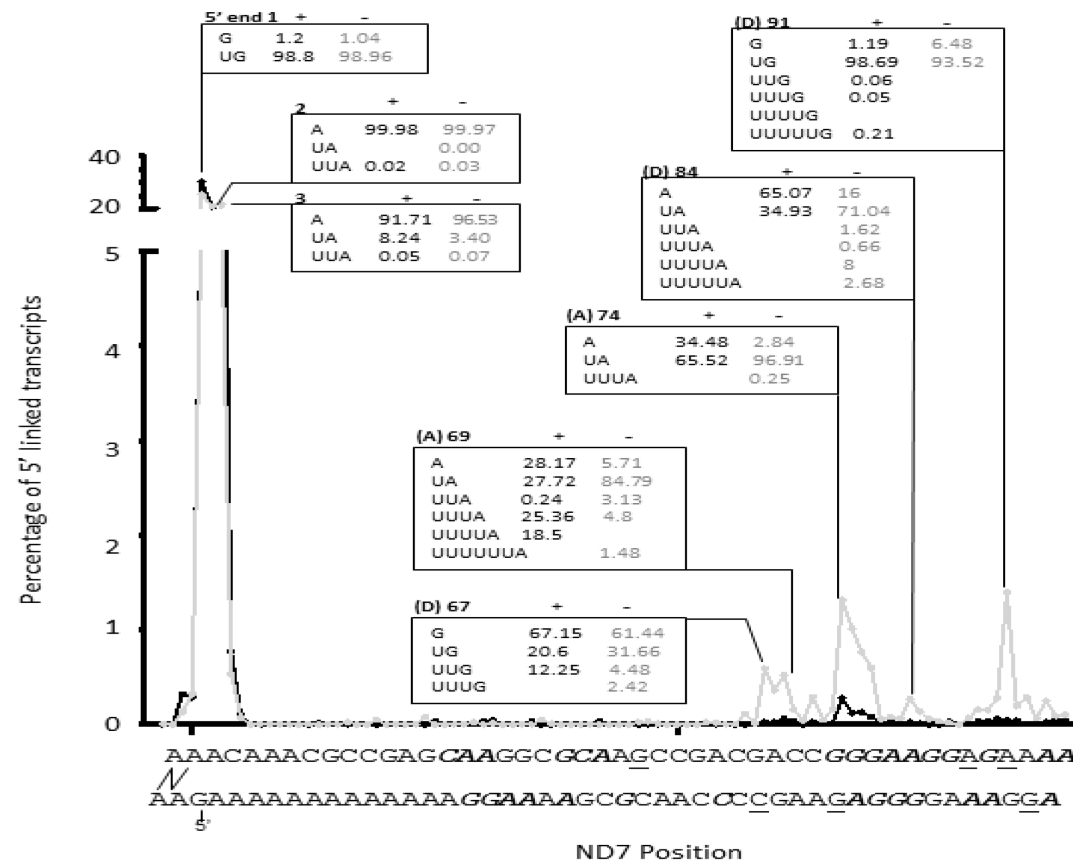 5' end 1 + -
G 1.2 1.04
UG 98.8 98.96
2 + -
A 99.98 99.97
UA 0.00
UUA 0.02 0.03
3
A 91.71 96.53
UA 8.24 3.40
UUA 0.05 0.07
(D) 91 + -
G 1.19 6.48
UG 98.69 93.52
UUG 0.06
UUUG 0.05
UUUUG
UUUUUG 0.21
(D) 84 + -
A 65.07 16
UA 34.93 71.04
UUA 1.62
UUUA 0.66
UUUUA 8
UUUUUA 2.68
(A) 74 + -
A 34.48 2.84
UA 65.52 96.91
UUUA 0.25
(A) 69 + -
A 28.17 5.71
UA 27.72 84.79
UUA 0.24 3.13
UUUA 25.36 4.8
UUUUA 18.5
UUUUUUA 1.48
(D) 67 + -
G 67.15 61.44
UG 20.6 31.66
UUG 12.25 4.48
UUUG 2.42
Percentage of 5' linked transcripts
40
20
5
4
3
2
1
0
AAACAAACGCCGAGCAAGGCGCAAGCCGACGACCGGGAAGGAGAAAA
AAGAAAAAAAAAAAAAGGAAAAGCGCAACCCCGAAGAGGGGAAAGGA
5'
ND7 Position